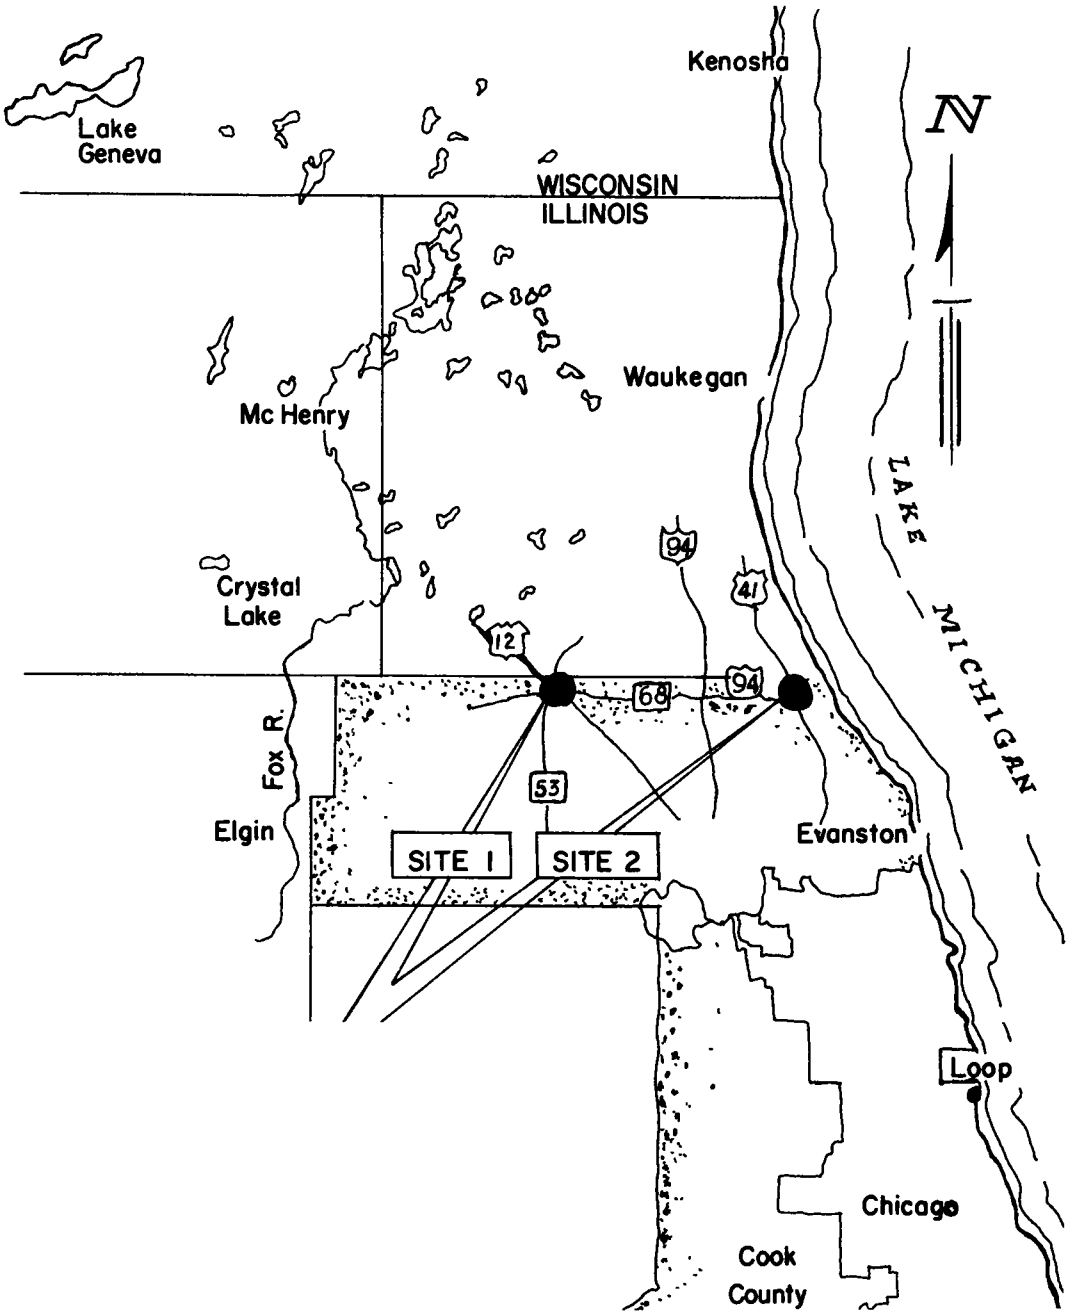 Kenosha
N
Lake
Geneva
WISCONSIN
ILLINOIS
Waukegan
Mc Henry
LAKE
MICHIGAN
94
41
Crystal
Lake
12
94
68
Fox R.
53
Elgin
Evanston
SITE 1
SITE 2
Loop
Chicago
Cook
County